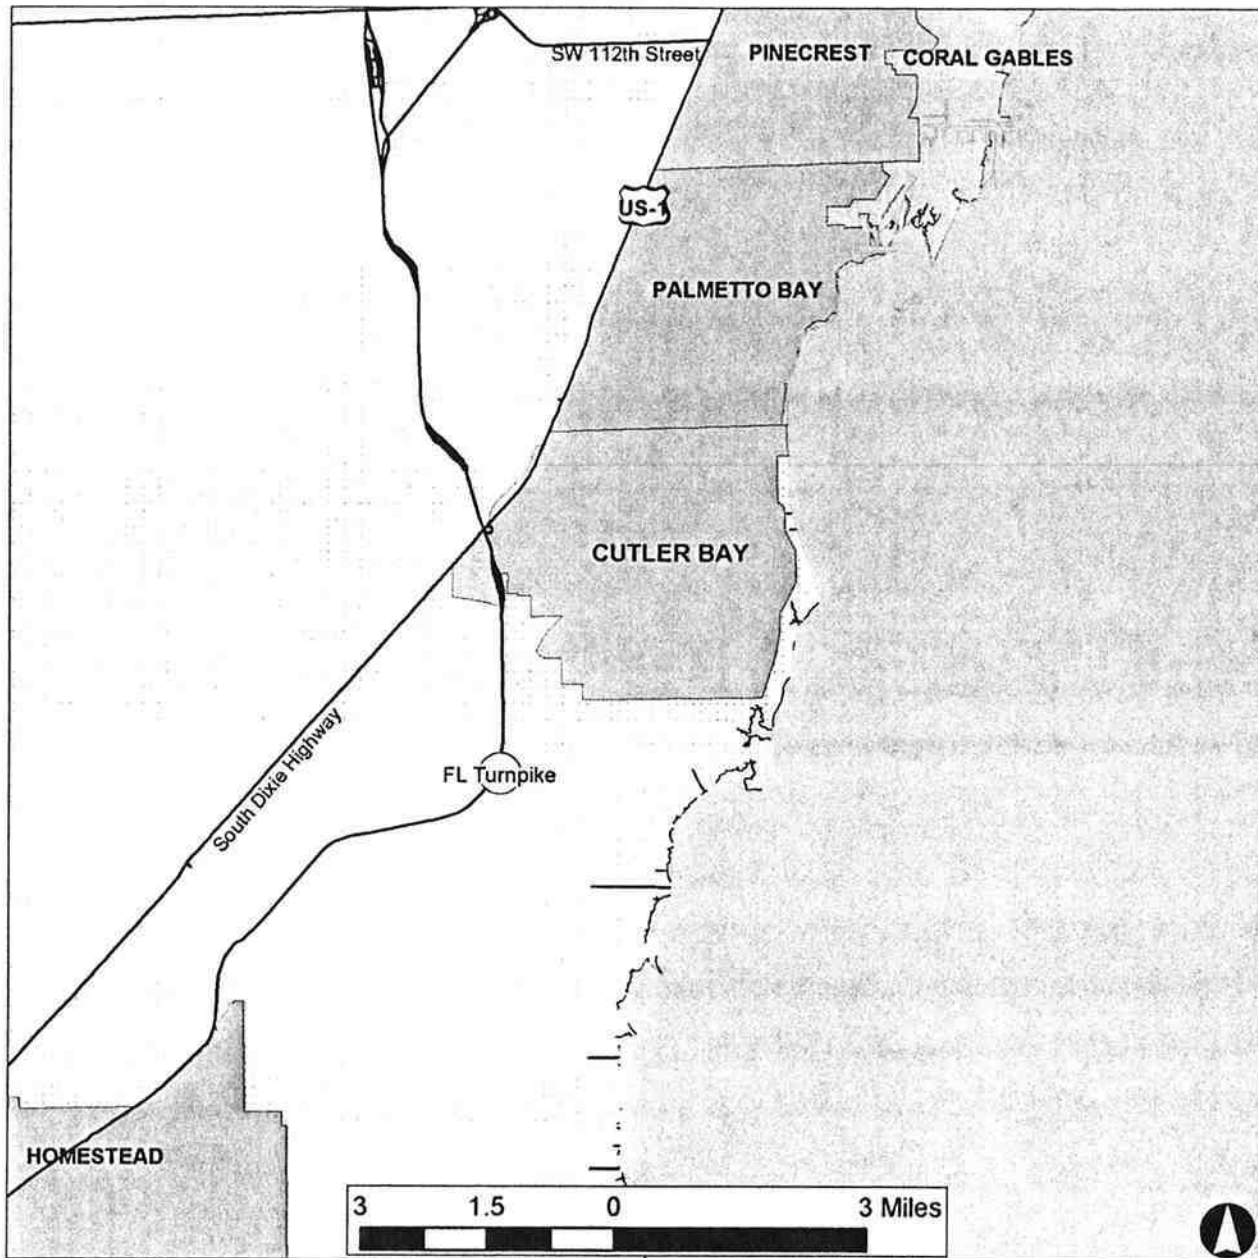 SW 112th Street
PINECREST
CORAL GABLES
US-1
PALMETTO BAY
CUTLER BAY
South Dixie Highway
FL Turnpike
HOMESTEAD
3 1.5 0 3 Miles